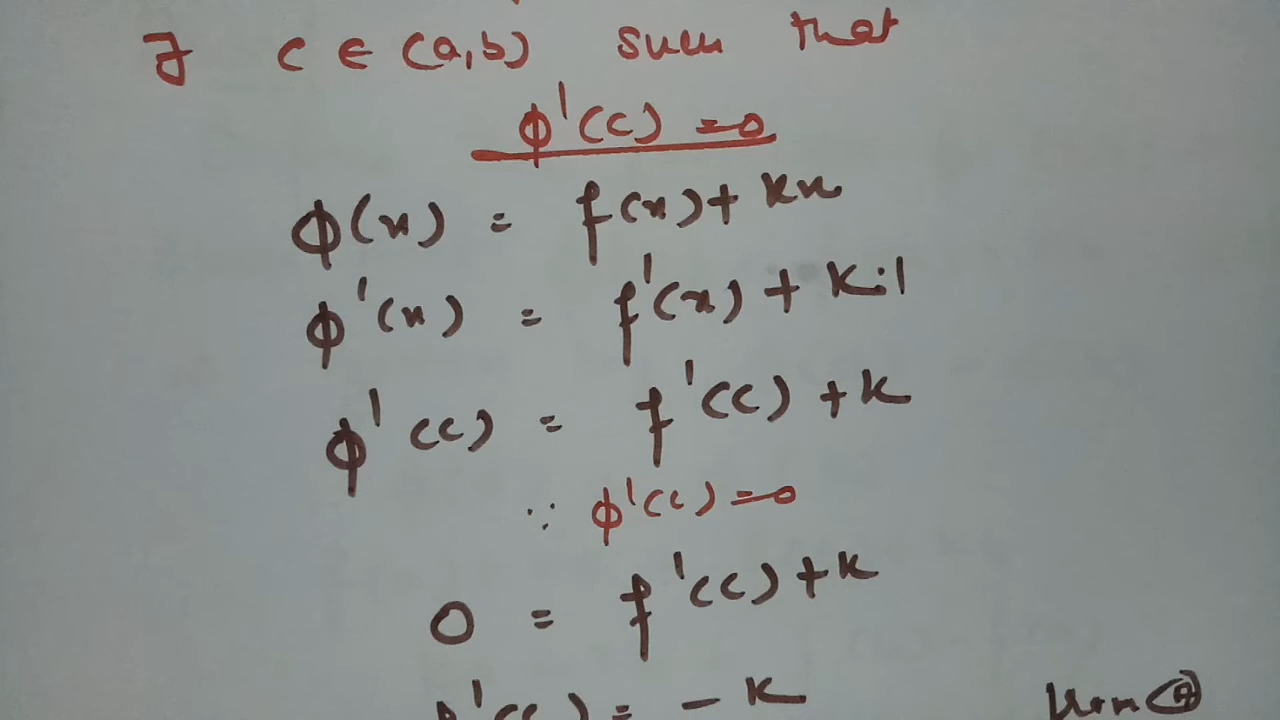 ∃ c ∈ (a,b) such that
ϕ'(c) = 0
ϕ(x) = f(x) + kx
ϕ'(x) = f'(x) + k·1
ϕ'(c) = f'(c) + k
∵ ϕ'(c) = 0
0 = f'(c) + k
f'(c) = - k